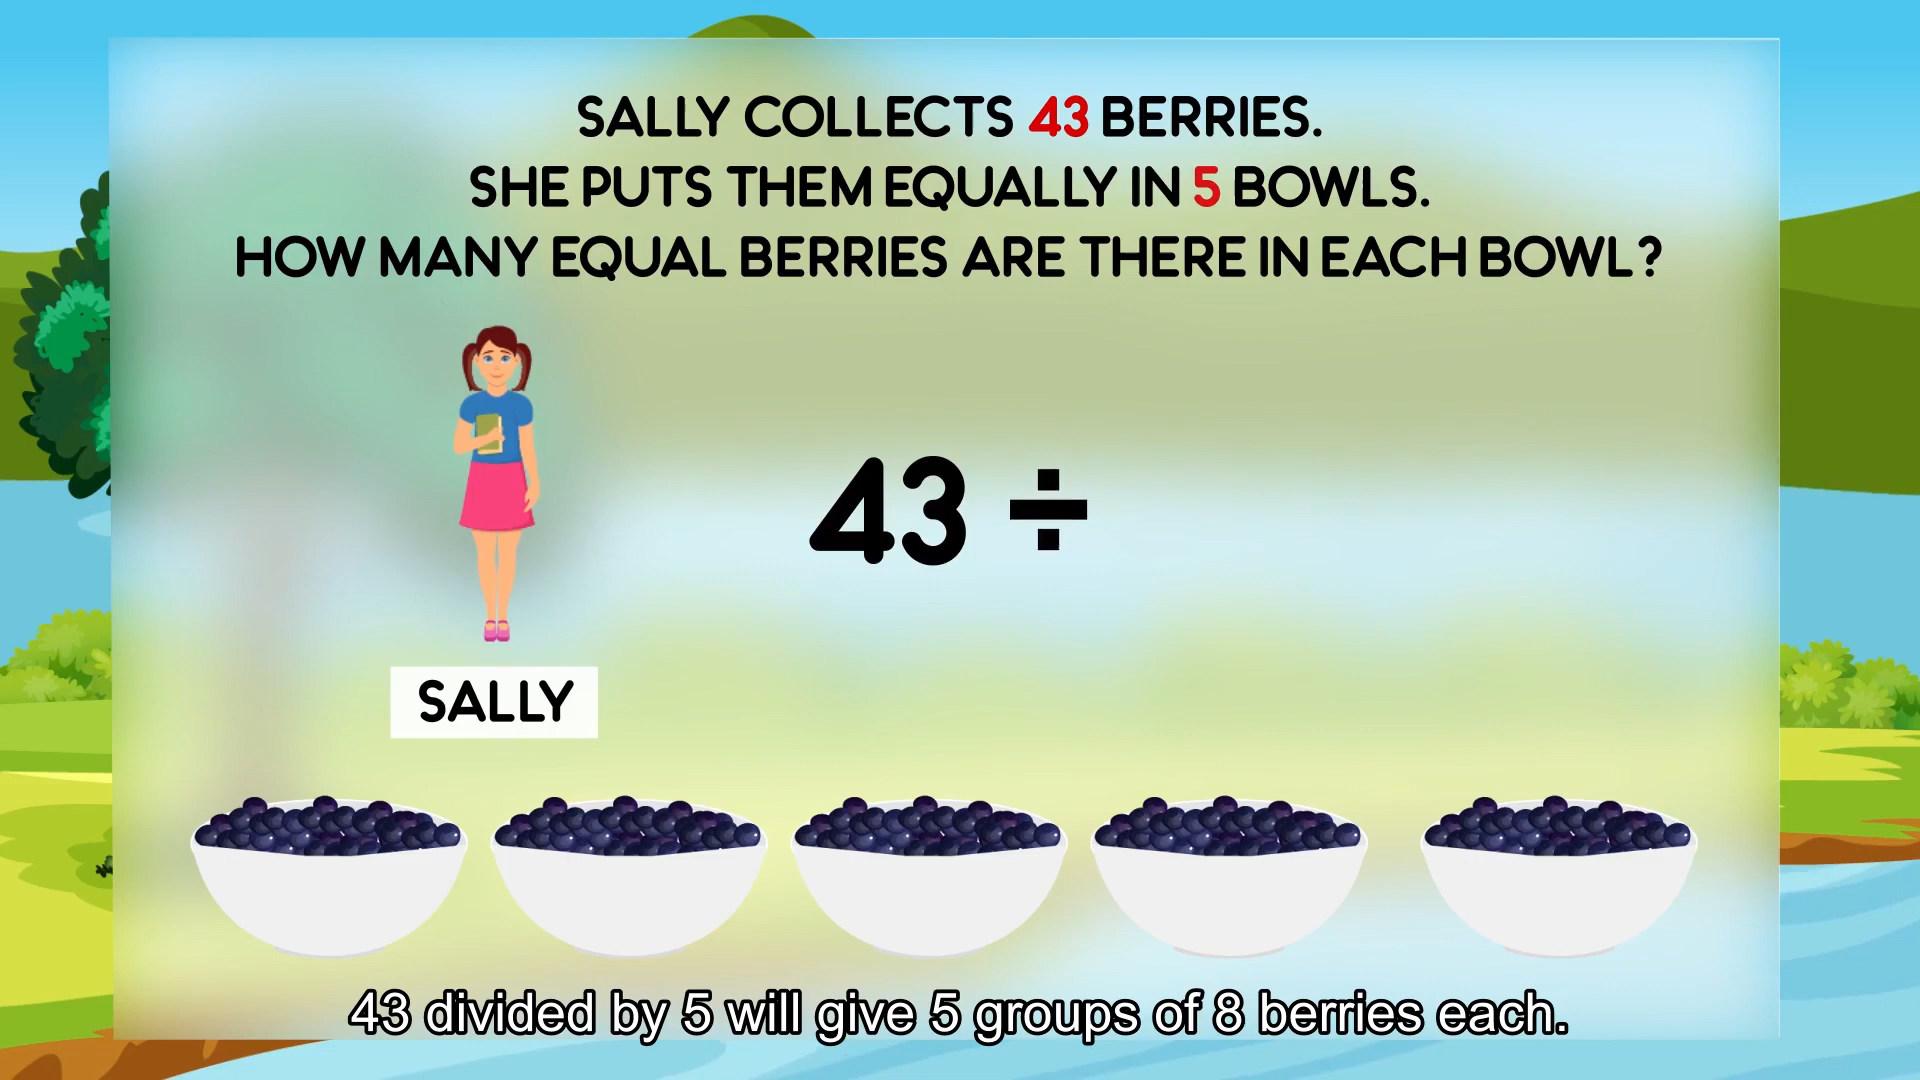 SALLY COLLECTS 43 BERRIES.
SHE PUTS THEM EQUALLY IN 5 BOWLS.
HOW MANY EQUAL BERRIES ARE THERE IN EACH BOWL?
43 ÷
SALLY
43 divided by 5 will give 5 groups of 8 berries each.